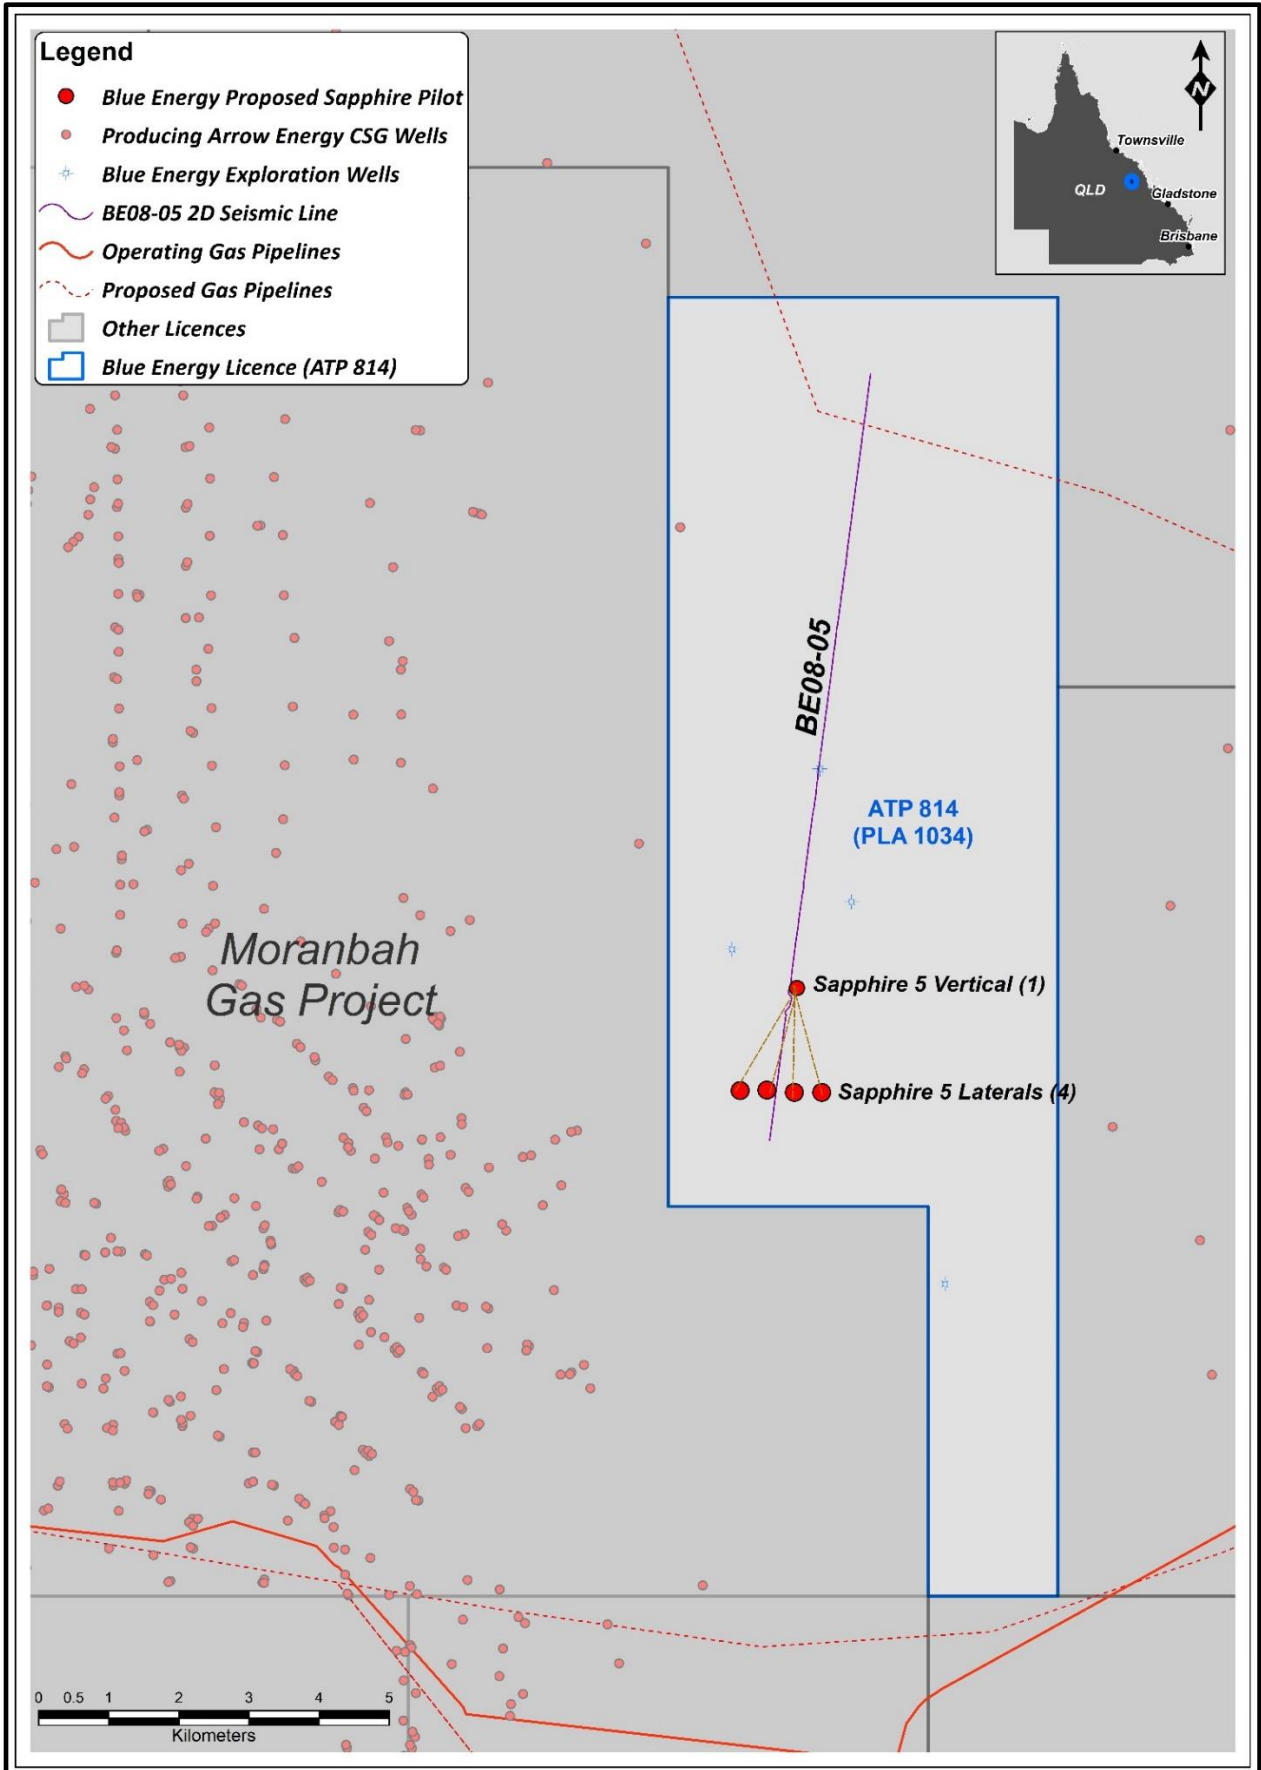 Legend
Blue Energy Proposed Sapphire Pilot
Producing Arrow Energy CSG Wells
Blue Energy Exploration Wells
BE08-05 2D Seismic Line
Operating Gas Pipelines
Proposed Gas Pipelines
Other Licences
Blue Energy Licence (ATP 814)
N
Townsville
QLD
Gladstone
Brisbane
BE08-05
ATP 814
(PLA 1034)
Moranbah
Gas Project
Sapphire 5 Vertical (1)
Sapphire 5 Laterals (4)
0 0.5 1 2 3 4 5
Kilometers